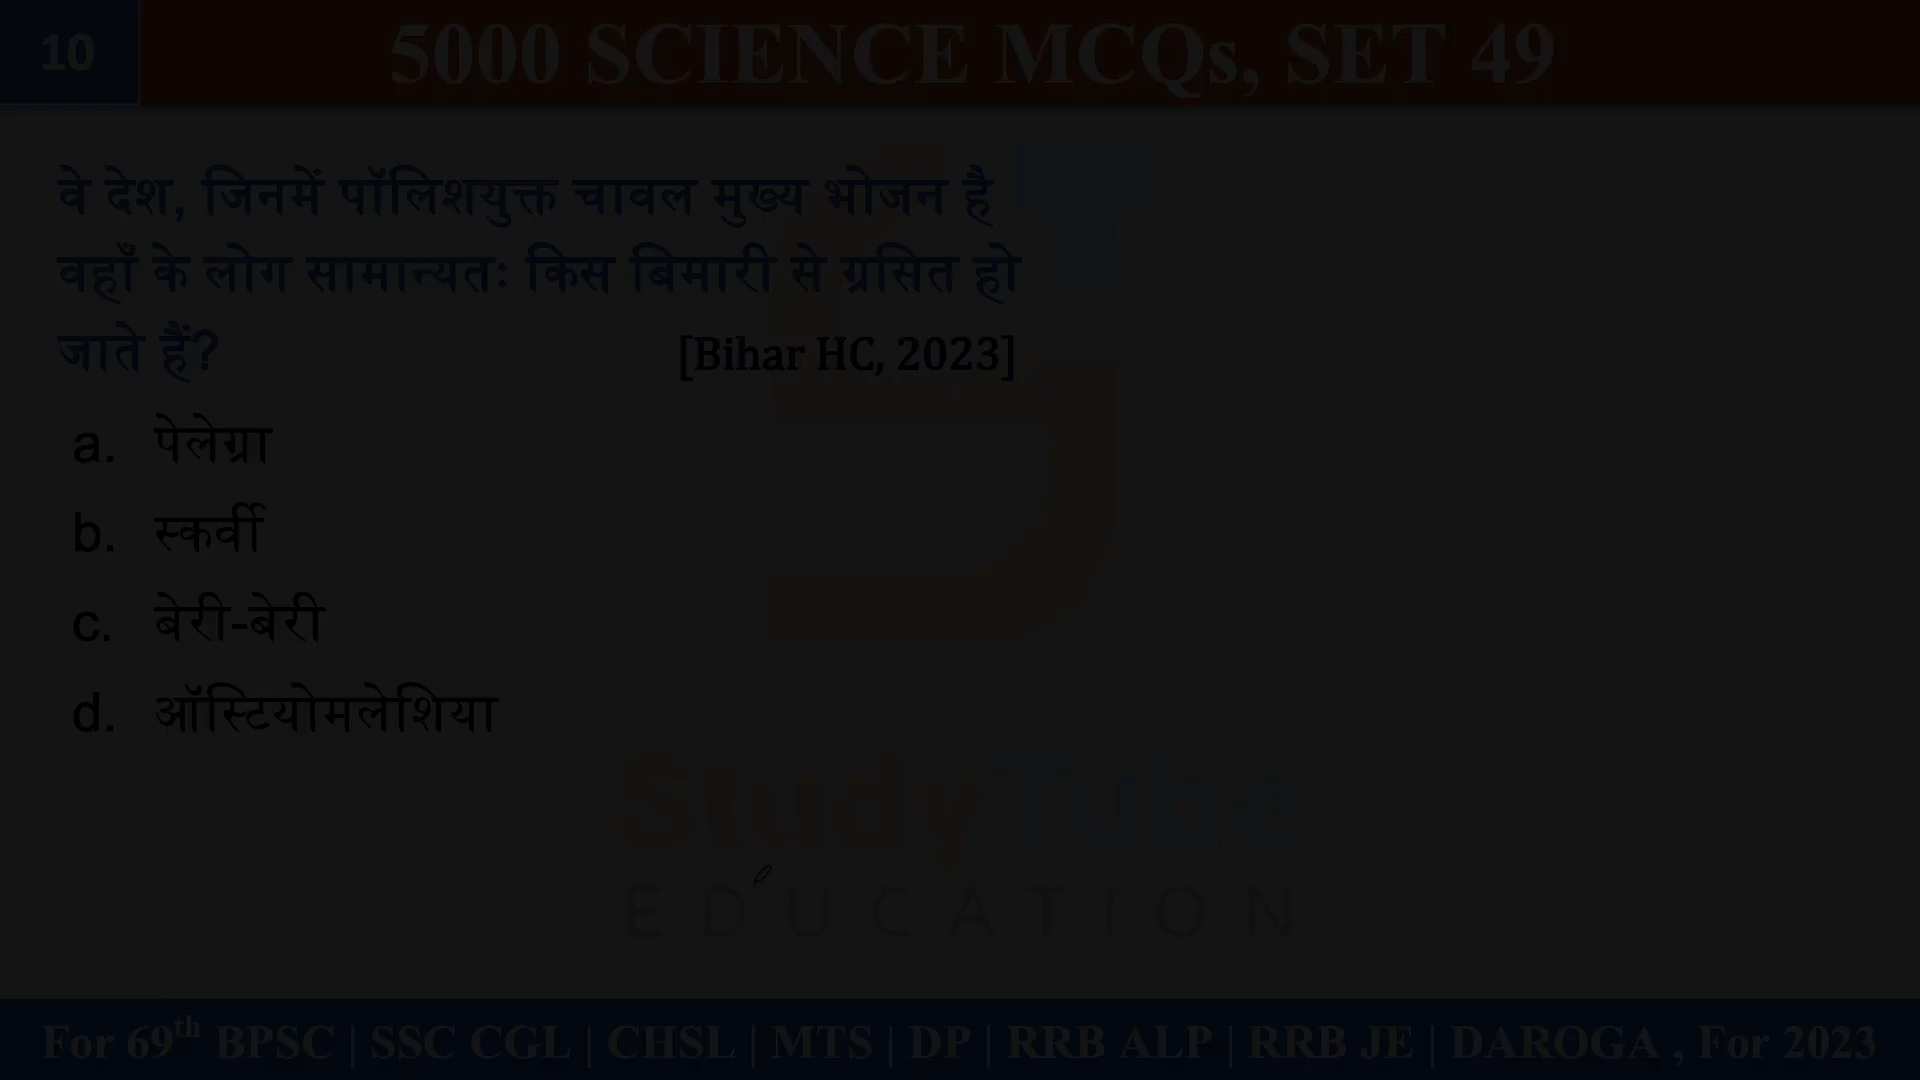 10
5000 SCIENCE MCQs, SET 49
वे देश, जिनमें पॉलिशयुक्त चावल मुख्य भोजन है
वहाँ के लोग सामान्यतः किस बिमारी से ग्रसित हो
जाते हैं? [Bihar HC, 2023]
a. पेलेग्रा
b. स्कर्वी
c. बेरी-बेरी
d. ऑस्टियोमलेशिया
StudyTube
EDUCATION
For 69th BPSC | SSC CGL | CHSL | MTS | DP | RRB ALP | RRB JE | DAROGA , For 2023